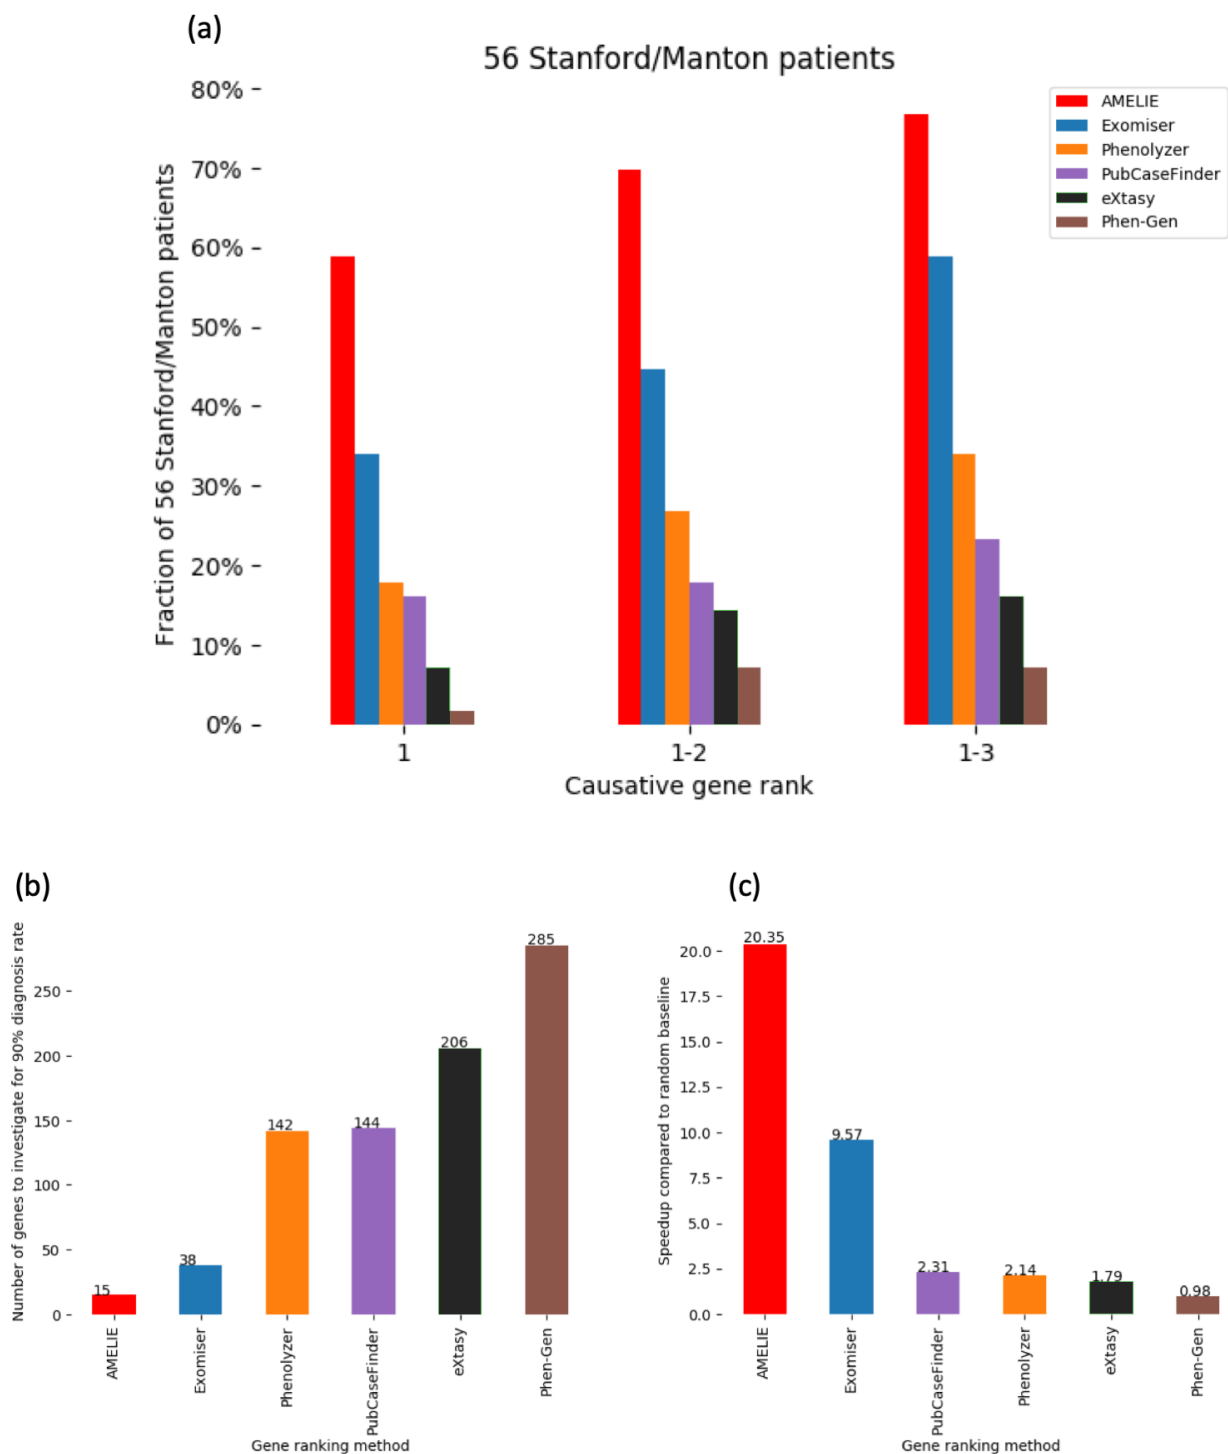 (a)
56 Stanford/Manton patients
80%
70%
60%
50%
40%
30%
20%
10%
0%
Fraction of 56 Stanford/Manton patients
1
1-2
1-3
Causative gene rank
AMELIE
Exomiser
Phenolyzer
PubCaseFinder
eXtasy
Phen-Gen
(b)
Number of genes to investigate for 90% diagnosis rate
250
200
150
100
50
0
15
38
142
144
206
285
AMELIE
Exomiser
Phenolyzer
PubCaseFinder
eXtasy
Phen-Gen
Gene ranking method
(c)
Speedup compared to random baseline
20.0
17.5
15.0
12.5
10.0
7.5
5.0
2.5
0.0
20.35
9.57
2.31
2.14
1.79
0.98
AMELIE
Exomiser
PubCaseFinder
Phenolyzer
eXtasy
Phen-Gen
Gene ranking method